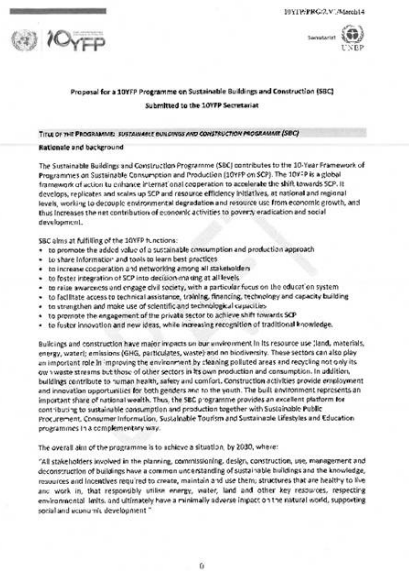 10YFP/PRG/2.V1/March14
10YFP
Secretariat
UNEP
Proposal for a 10YFP Programme on Sustainable Buildings and Construction (SBC)
Submitted to the 10YFP Secretariat
TITLE OF THE PROGRAMME: SUSTAINABLE BUILDINGS AND CONSTRUCTION PROGRAMME (SBC)
Rationale and background
The Sustainable Buildings and Construction Programme (SBC) contributes to the 10-Year Framework of
Programmes on Sustainable Consumption and Production (10YFP on SCP). The 10YFP is a global
framework of action to enhance international cooperation to accelerate the shift towards SCP. It
develops, replicates and scales up SCP and resource efficiency initiatives, at national and regional
levels, working to decouple environmental degradation and resource use from economic growth, and
thus increases the net contribution of economic activities to poverty eradication and social
development.
SBC aims at fulfilling of the 10YFP functions:
• to promote the added value of a sustainable consumption and production approach
• to share information and tools to learn best practices
• to increase cooperation and networking among all stakeholders
• to foster integration of SCP into decision-making at all levels
• to raise awareness and engage civil society, with a particular focus on the education system
• to facilitate access to technical assistance, training, financing, technology and capacity building
• to strengthen and make use of scientific and technological capacities
• to promote the engagement of the private sector to achieve shift towards SCP
• to foster innovation and new ideas, while increasing recognition of traditional knowledge.
Buildings and construction have major impacts on our environment in its resource use (land, materials,
energy, water); emissions (GHG, particulates, waste) and on biodiversity. These sectors can also play
an important role in improving the environment by cleaning polluted areas and recycling not only its
own waste streams but those of other sectors in its own production and consumption. In addition,
buildings contribute to human health, safety and comfort. Construction activities provide employment
and innovation opportunities for both genders and to the youth. The built environment represents an
important share of national wealth. Thus, the SBC programme provides an excellent platform for
contributing to sustainable consumption and production together with Sustainable Public
Procurement, Consumer Information, Sustainable Tourism and Sustainable Lifestyles and Education
programmes in a complementary way.
The overall aim of the programme is to achieve a situation, by 2030, where:
"All stakeholders involved in the planning, commissioning, design, construction, use, management and
deconstruction of buildings have a common understanding of sustainable buildings and the knowledge,
resources and incentives required to create, maintain and use them; structures that are healthy to live
and work in, that responsibly utilise energy, water, land and other key resources, respecting
environmental limits, and ultimately have a minimally adverse impact on the natural world, supporting
social and economic development"